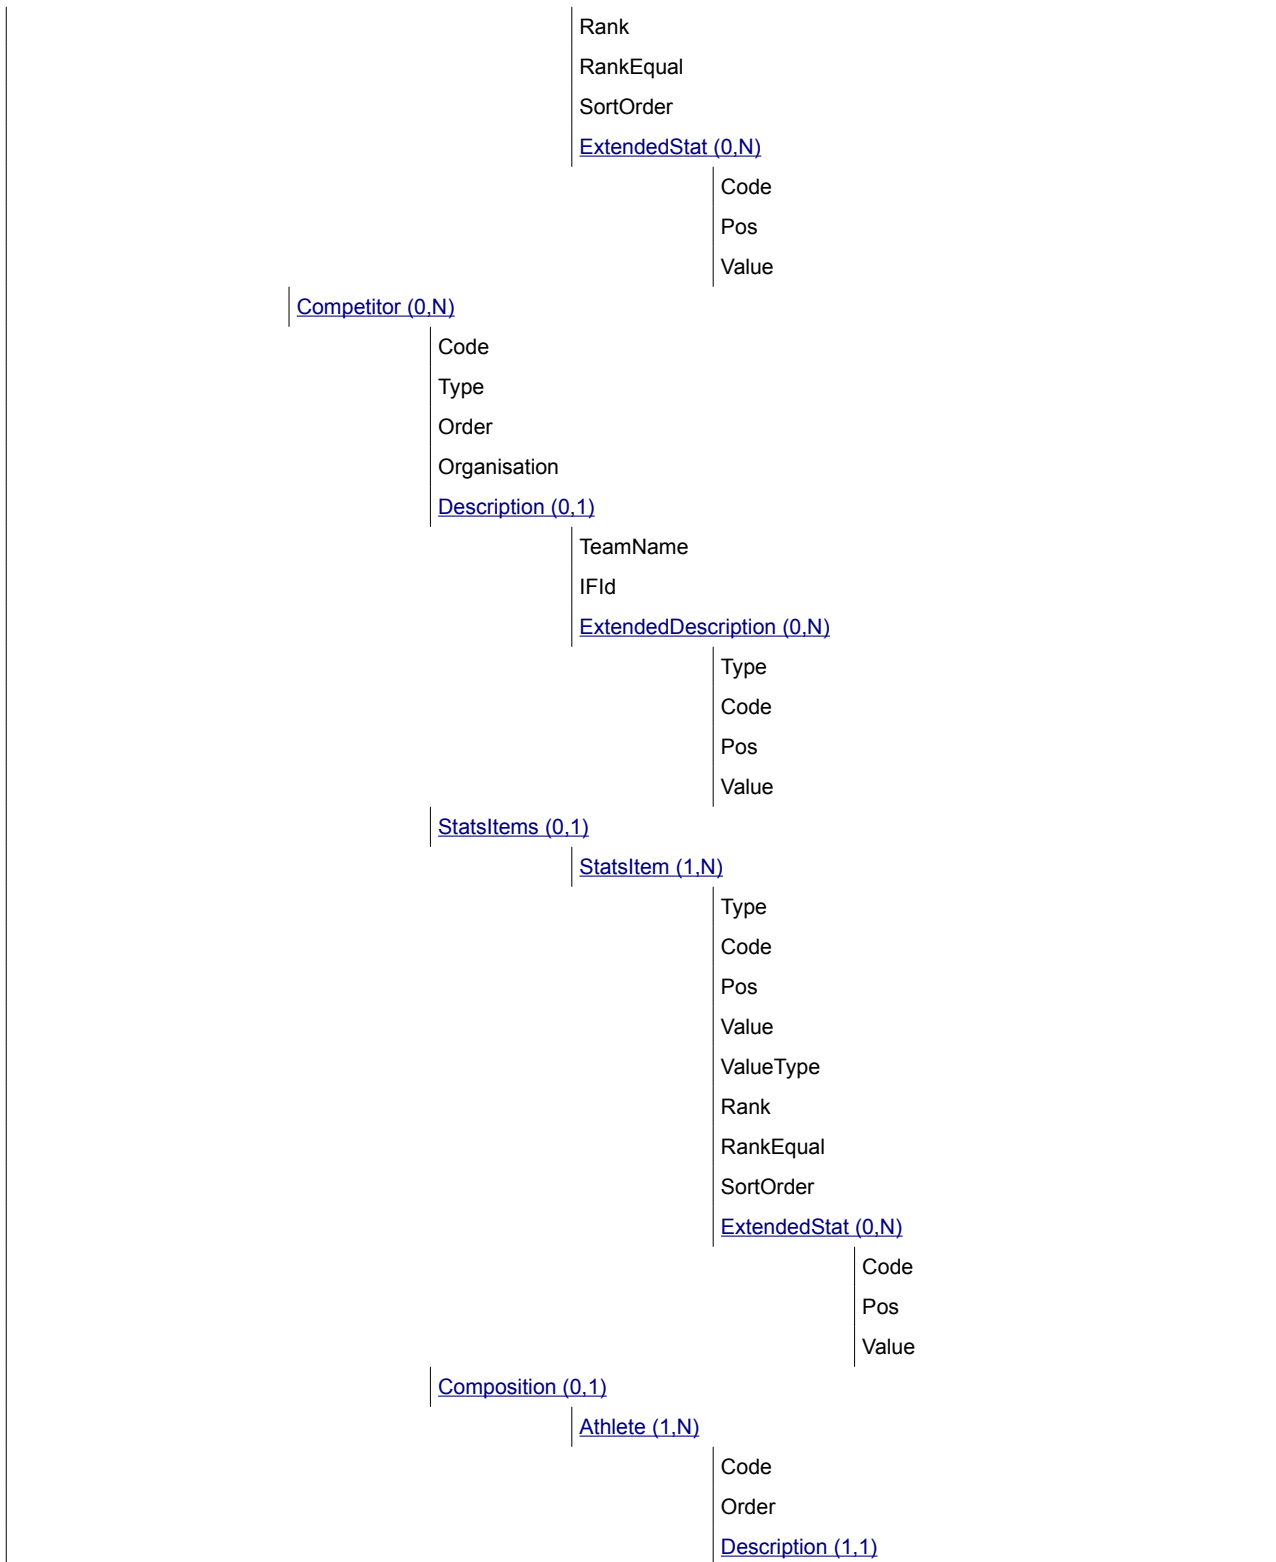 Rank
RankEqual
SortOrder
ExtendedStat (0,N)
Code
Pos
Value
Competitor (0,N)
Code
Type
Order
Organisation
Description (0,1)
TeamName
IFId
ExtendedDescription (0,N)
Type
Code
Pos
Value
StatsItems (0,1)
StatsItem (1,N)
Type
Code
Pos
Value
ValueType
Rank
RankEqual
SortOrder
ExtendedStat (0,N)
Code
Pos
Value
Composition (0,1)
Athlete (1,N)
Code
Order
Description (1,1)